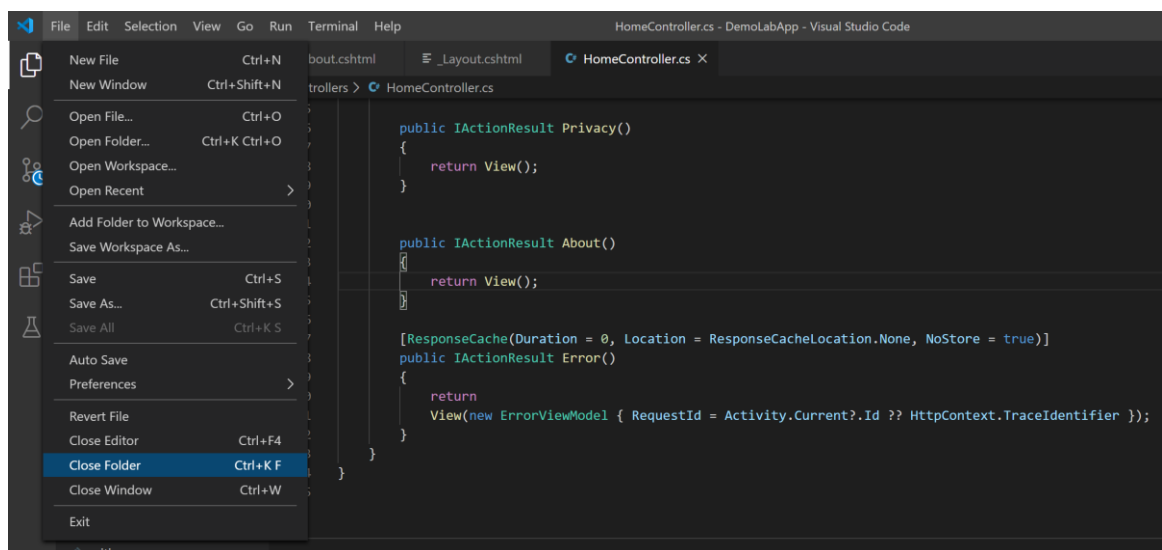 File Edit Selection View Go Run Terminal Help HomeController.cs - DemoLabApp - Visual Studio Code
bout.cshtml _Layout.cshtml HomeController.cs
trollers > HomeController.cs
New File Ctrl+N
New Window Ctrl+Shift+N
Open File... Ctrl+O
Open Folder... Ctrl+K Ctrl+O
Open Workspace...
Open Recent
Add Folder to Workspace...
Save Workspace As...
Save Ctrl+S
Save As... Ctrl+Shift+S
Save All Ctrl+K S
Auto Save
Preferences
Revert File
Close Editor Ctrl+F4
Close Folder Ctrl+K F
Close Window Ctrl+W
Exit
public IActionResult Privacy()
{
return View();
}
public IActionResult About()
{
return View();
}
[ResponseCache(Duration = 0, Location = ResponseCacheLocation.None, NoStore = true)]
public IActionResult Error()
{
return
View(new ErrorViewModel { RequestId = Activity.Current?.Id ?? HttpContext.TraceIdentifier });
}
}
}